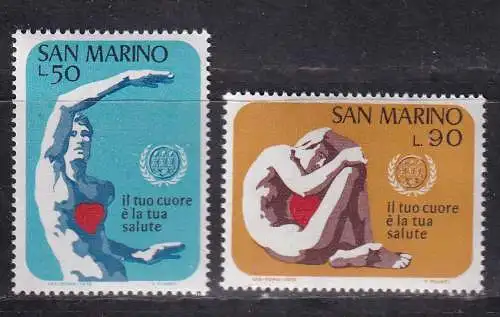 SAN MARINO
L.50
il tuo cuore
è la tua
salute
SAN MARINO
L.90
il tuo cuore
è la tua
salute